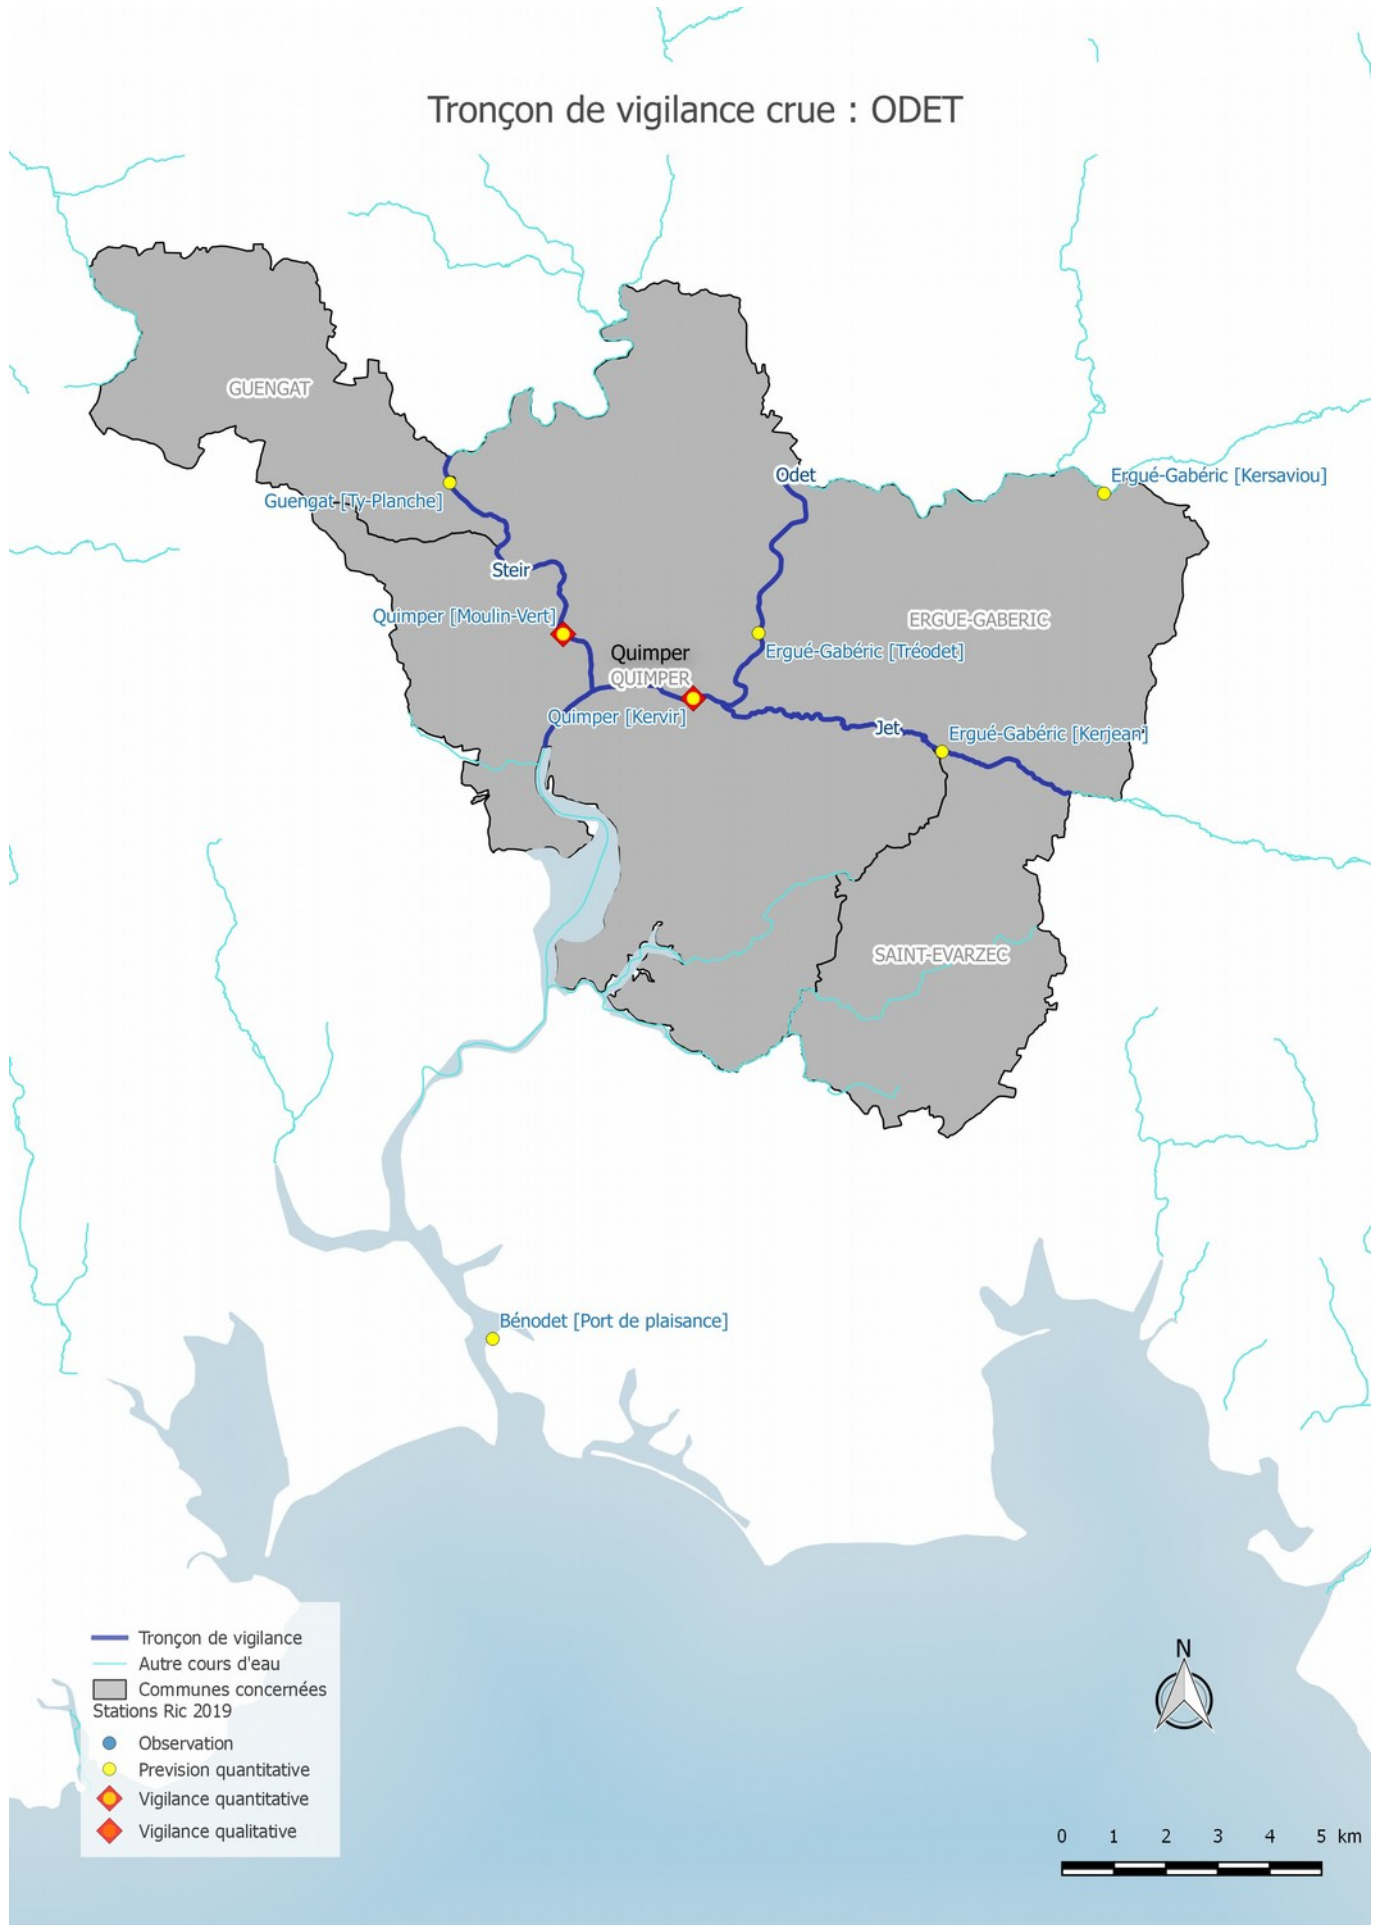 Tronçon de vigilance crue : ODET
GUENGAT
Odet
Ergué-Gabéric [Kersaviou]
Guengat [Ty-Planche]
Steir
Quimper [Moulin-Vert]
ERGUE-GABERIC
Quimper
Ergué-Gabéric [Tréodet]
QUIMPER
Quimper [Kervir]
Jet
Ergué-Gabéric [Kerjean]
SAINT-EVARZEC
Bénodet [Port de plaisance]
Tronçon de vigilance
Autre cours d'eau
Communes concernées
Stations Ric 2019
Observation
Prevision quantitative
Vigilance quantitative
Vigilance qualitative
N
0 1 2 3 4 5 km